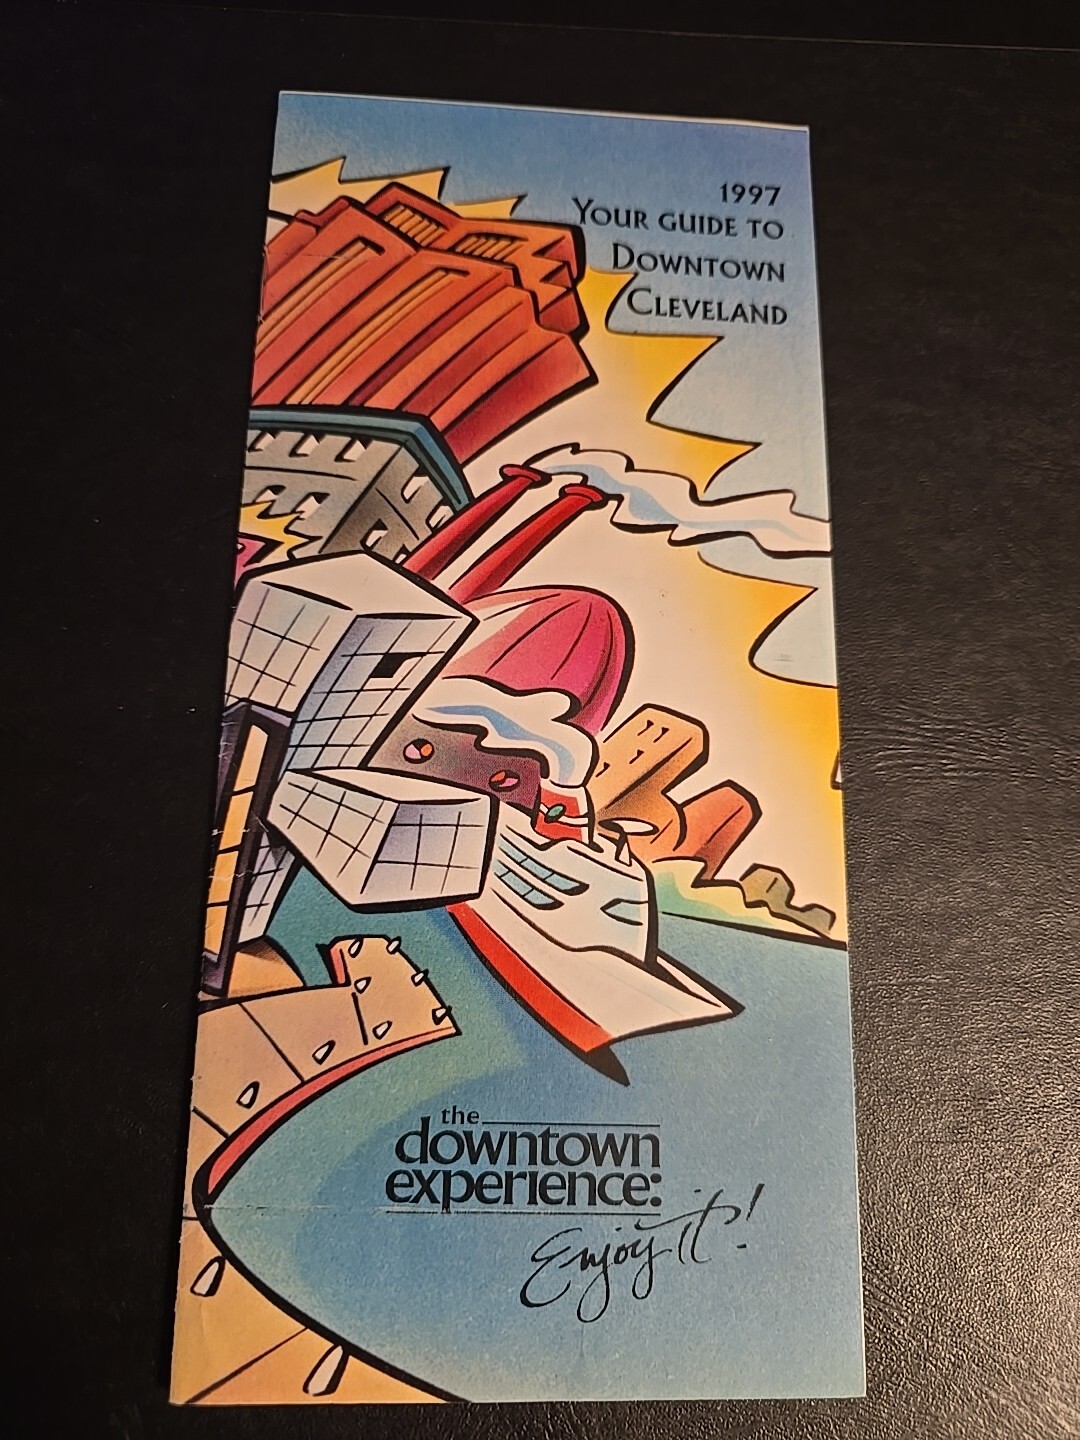 1997
YOUR GUIDE TO
DOWNTOWN
CLEVELAND
the
downtown
experience:
Enjoy it!